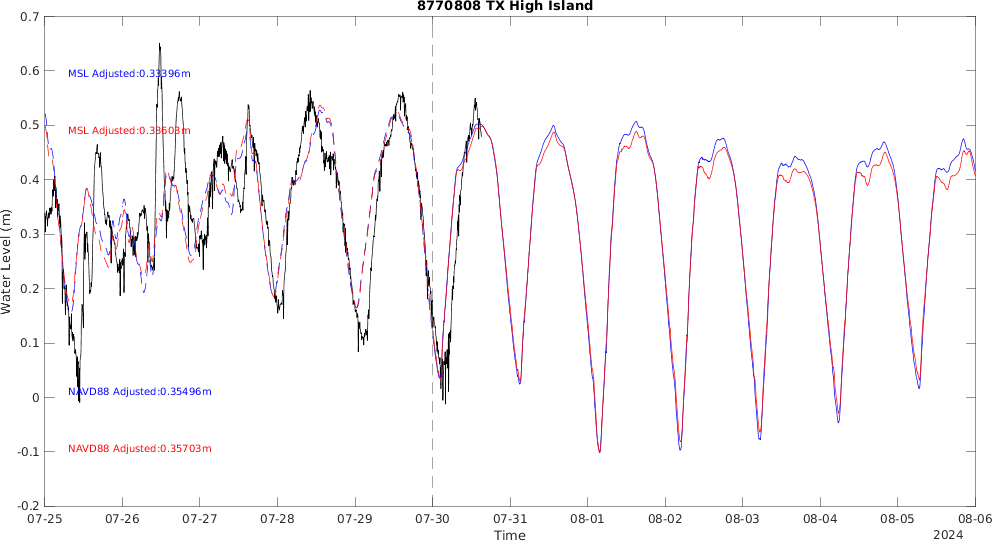 8770808 TX High Island
0.7
0.6
0.5
0.4
0.3
0.2
0.1
0
-0.1
-0.2
Water Level (m)
MSL Adjusted:0.33396m
MSL Adjusted:0.33603m
NAVD88 Adjusted:0.35496m
NAVD88 Adjusted:0.35703m
07-25 07-26 07-27 07-28 07-29 07-30 07-31 08-01 08-02 08-03 08-04 08-05 08-06
Time
2024